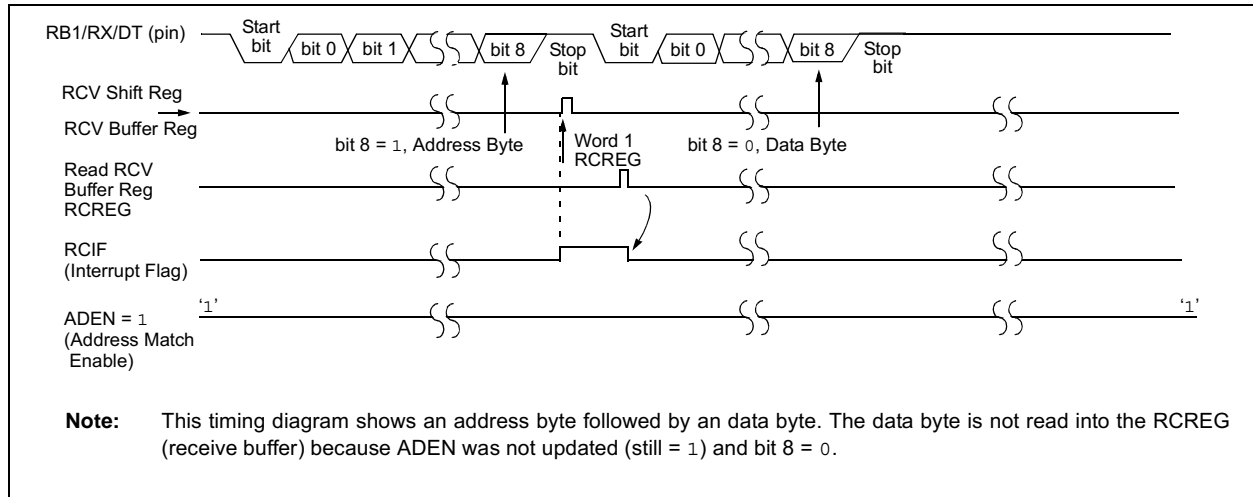 RB1/RX/DT (pin)
Start
bit
bit 0
bit 1
bit 8
Stop
bit
Start
bit
bit 0
bit 8
Stop
bit
RCV Shift Reg
RCV Buffer Reg
bit 8 = 1, Address Byte
Word 1
RCREG
bit 8 = 0, Data Byte
Read RCV
Buffer Reg
RCREG
RCIF
(Interrupt Flag)
‘1’
‘1’
ADEN = 1
(Address Match
Enable)
Note: This timing diagram shows an address byte followed by an data byte. The data byte is not read into the RCREG
(receive buffer) because ADEN was not updated (still = 1) and bit 8 = 0.